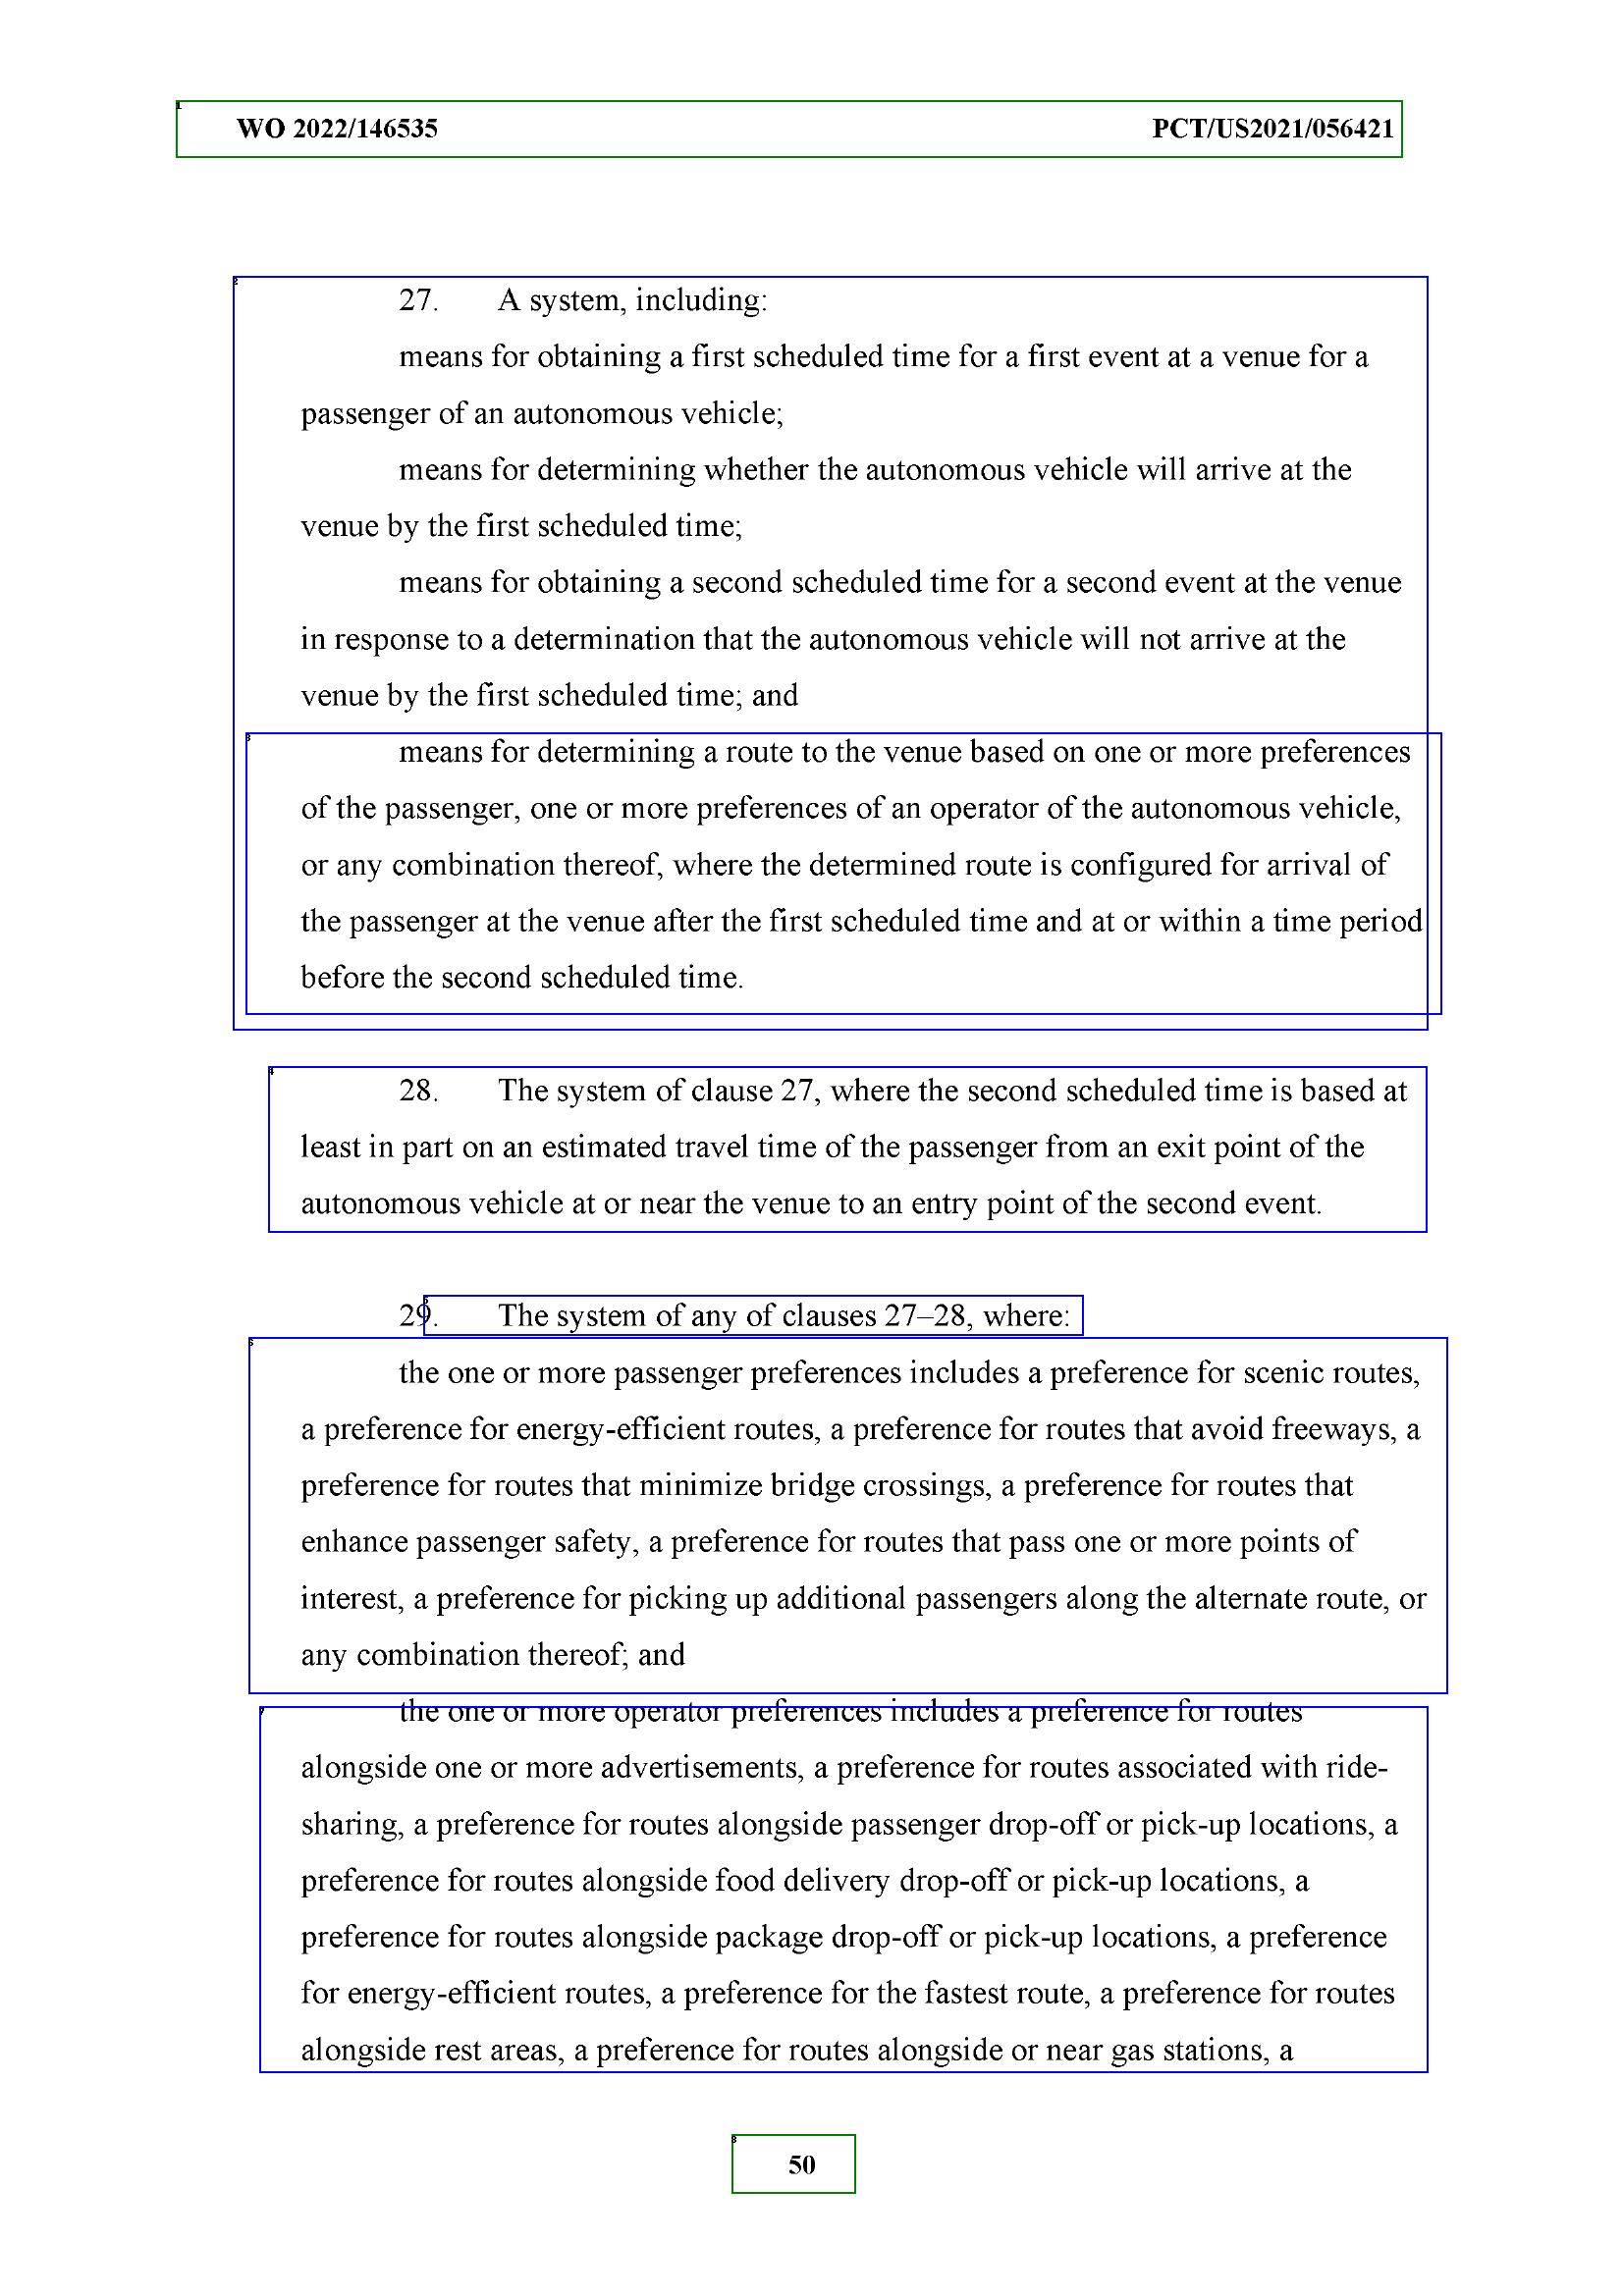 WO 2022/146535 PCT/US2021/056421
27. A system, including:
means for obtaining a first scheduled time for a first event at a venue for a
passenger of an autonomous vehicle;
means for determining whether the autonomous vehicle will arrive at the
venue by the first scheduled time;
means for obtaining a second scheduled time for a second event at the venue
in response to a determination that the autonomous vehicle will not arrive at the
venue by the first scheduled time; and
means for determining a route to the venue based on one or more preferences
of the passenger, one or more preferences of an operator of the autonomous vehicle,
or any combination thereof, where the determined route is configured for arrival of
the passenger at the venue after the first scheduled time and at or within a time period
before the second scheduled time.
28. The system of clause 27, where the second scheduled time is based at
least in part on an estimated travel time of the passenger from an exit point of the
autonomous vehicle at or near the venue to an entry point of the second event.
29. The system of any of clauses 27–28, where:
the one or more passenger preferences includes a preference for scenic routes,
a preference for energy-efficient routes, a preference for routes that avoid freeways, a
preference for routes that minimize bridge crossings, a preference for routes that
enhance passenger safety, a preference for routes that pass one or more points of
interest, a preference for picking up additional passengers along the alternate route, or
any combination thereof; and
the one or more operator preferences includes a preference for routes
alongside one or more advertisements, a preference for routes associated with ride-
sharing, a preference for routes alongside passenger drop-off or pick-up locations, a
preference for routes alongside food delivery drop-off or pick-up locations, a
preference for routes alongside package drop-off or pick-up locations, a preference
for energy-efficient routes, a preference for the fastest route, a preference for routes
alongside rest areas, a preference for routes alongside or near gas stations, a
50